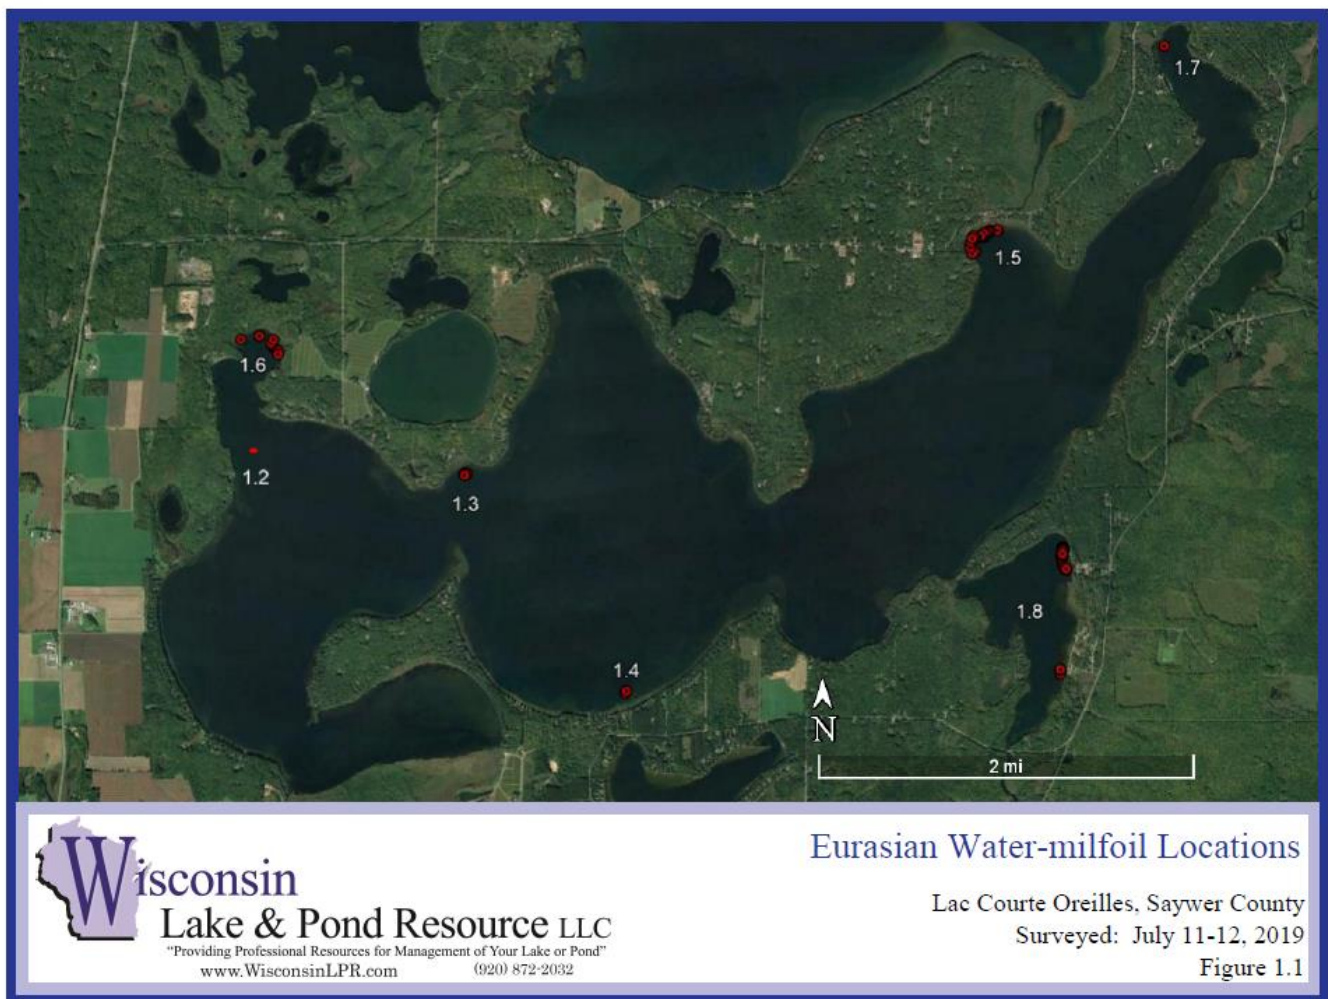 1.7
1.5
1.6
1.2
1.3
1.8
1.4
N
2 mi
Wisconsin
Lake & Pond Resource LLC
“Providing Professional Resources for Management of Your Lake or Pond”
www.WisconsinLPR.com (920) 872-2032
Eurasian Water-milfoil Locations
Lac Courte Oreilles, Saywer County
Surveyed: July 11-12, 2019
Figure 1.1